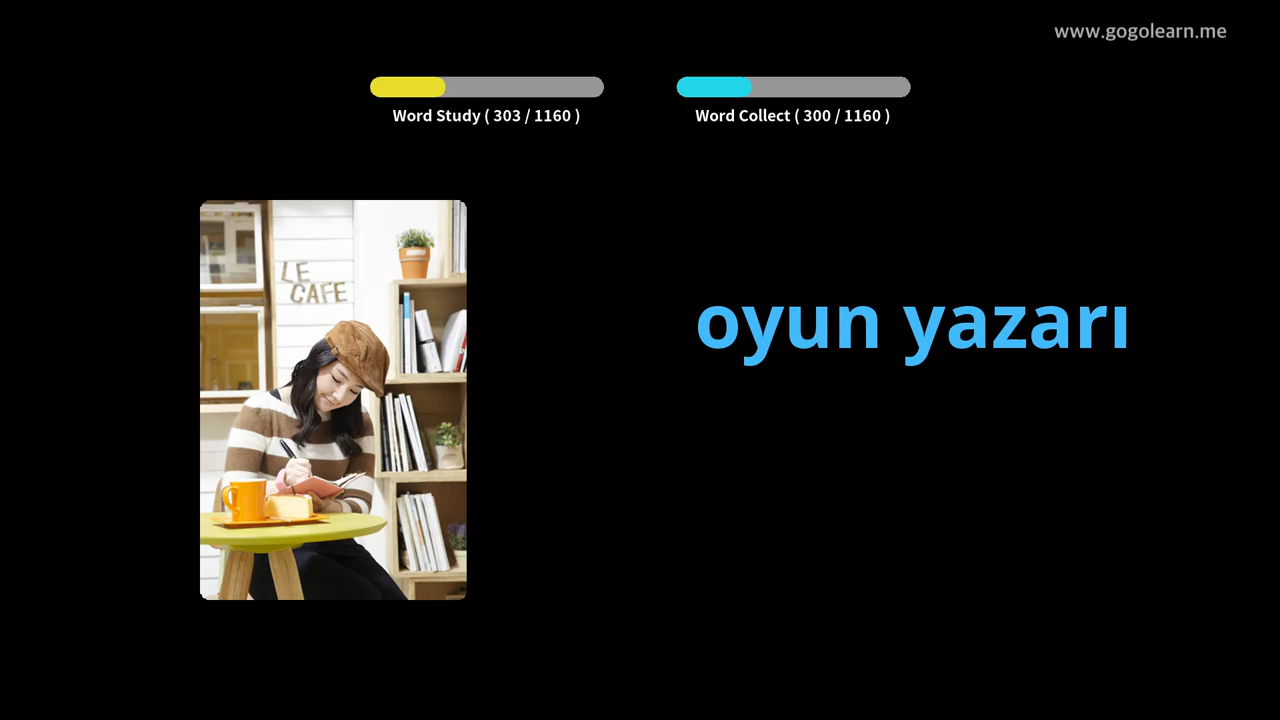 www.gogolearn.me
Word Study ( 303 / 1160 )
Word Collect ( 300 / 1160 )
LE
CAFE
oyun yazarı